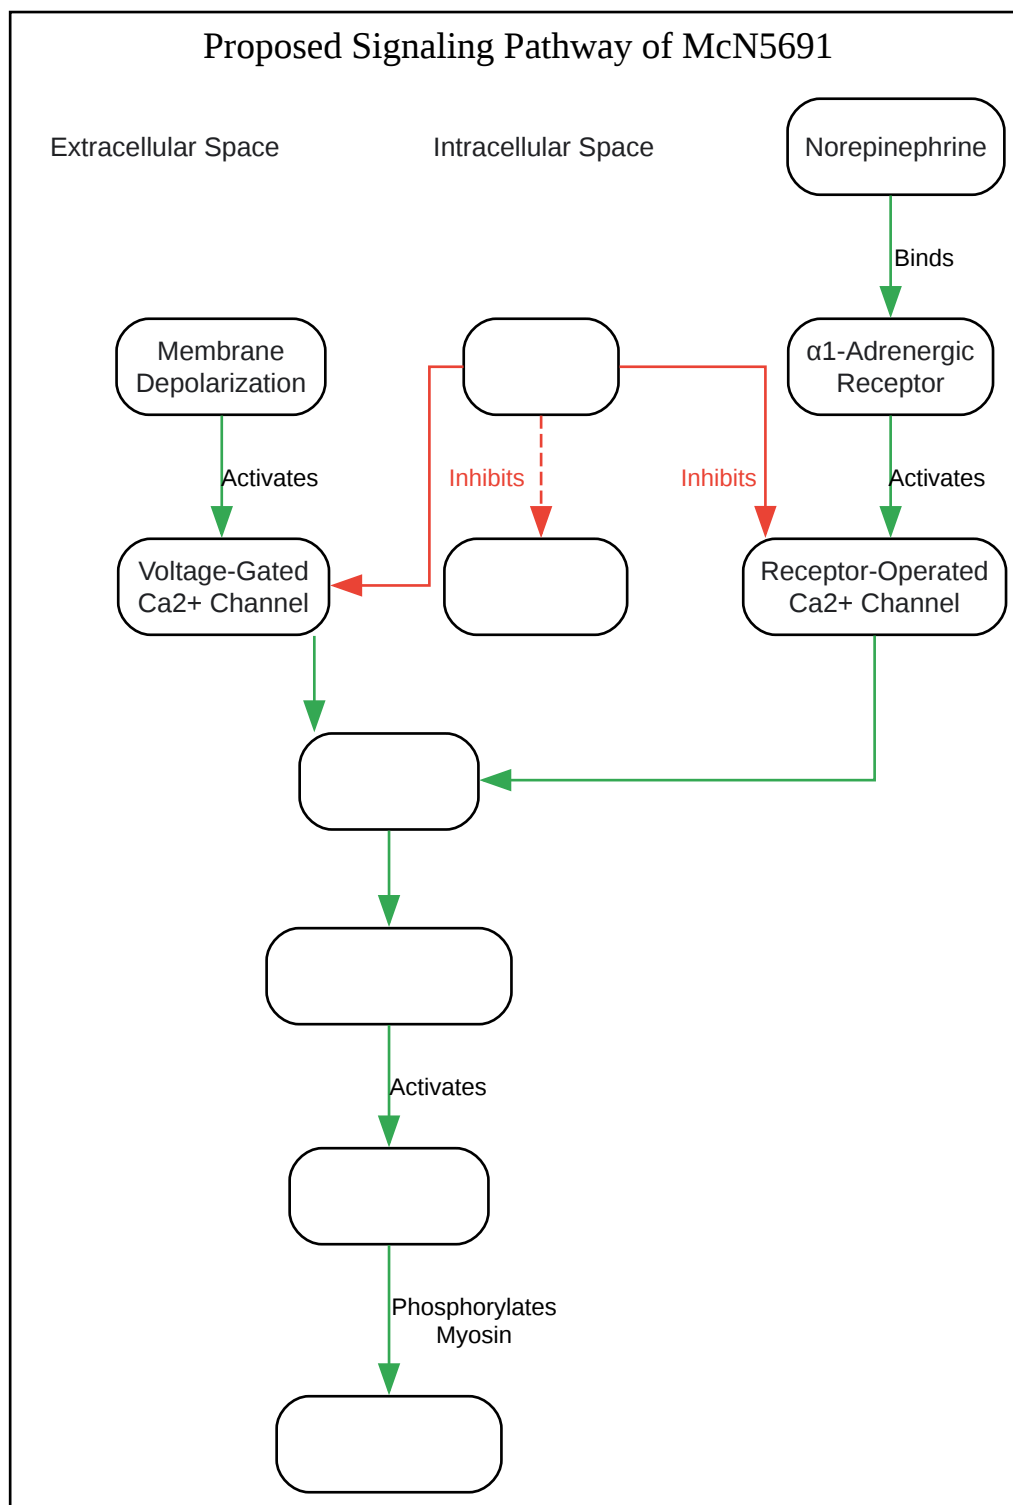 Proposed Signaling Pathway of McN5691
Extracellular Space
Intracellular Space
Norepinephrine
Binds
Membrane
Depolarization
α1-Adrenergic
Receptor
Activates
Inhibits
Inhibits
Activates
Voltage-Gated
Ca2+ Channel
Receptor-Operated
Ca2+ Channel
Activates
Phosphorylates
Myosin